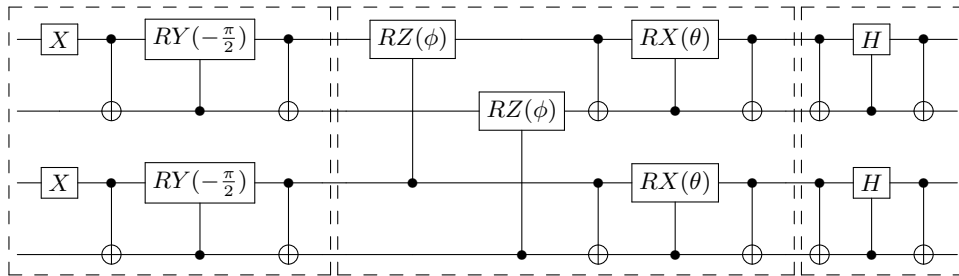 X RY(−π/2) RZ(ϕ) RX(θ) H
RZ(ϕ)
X RY(−π/2) RX(θ) H